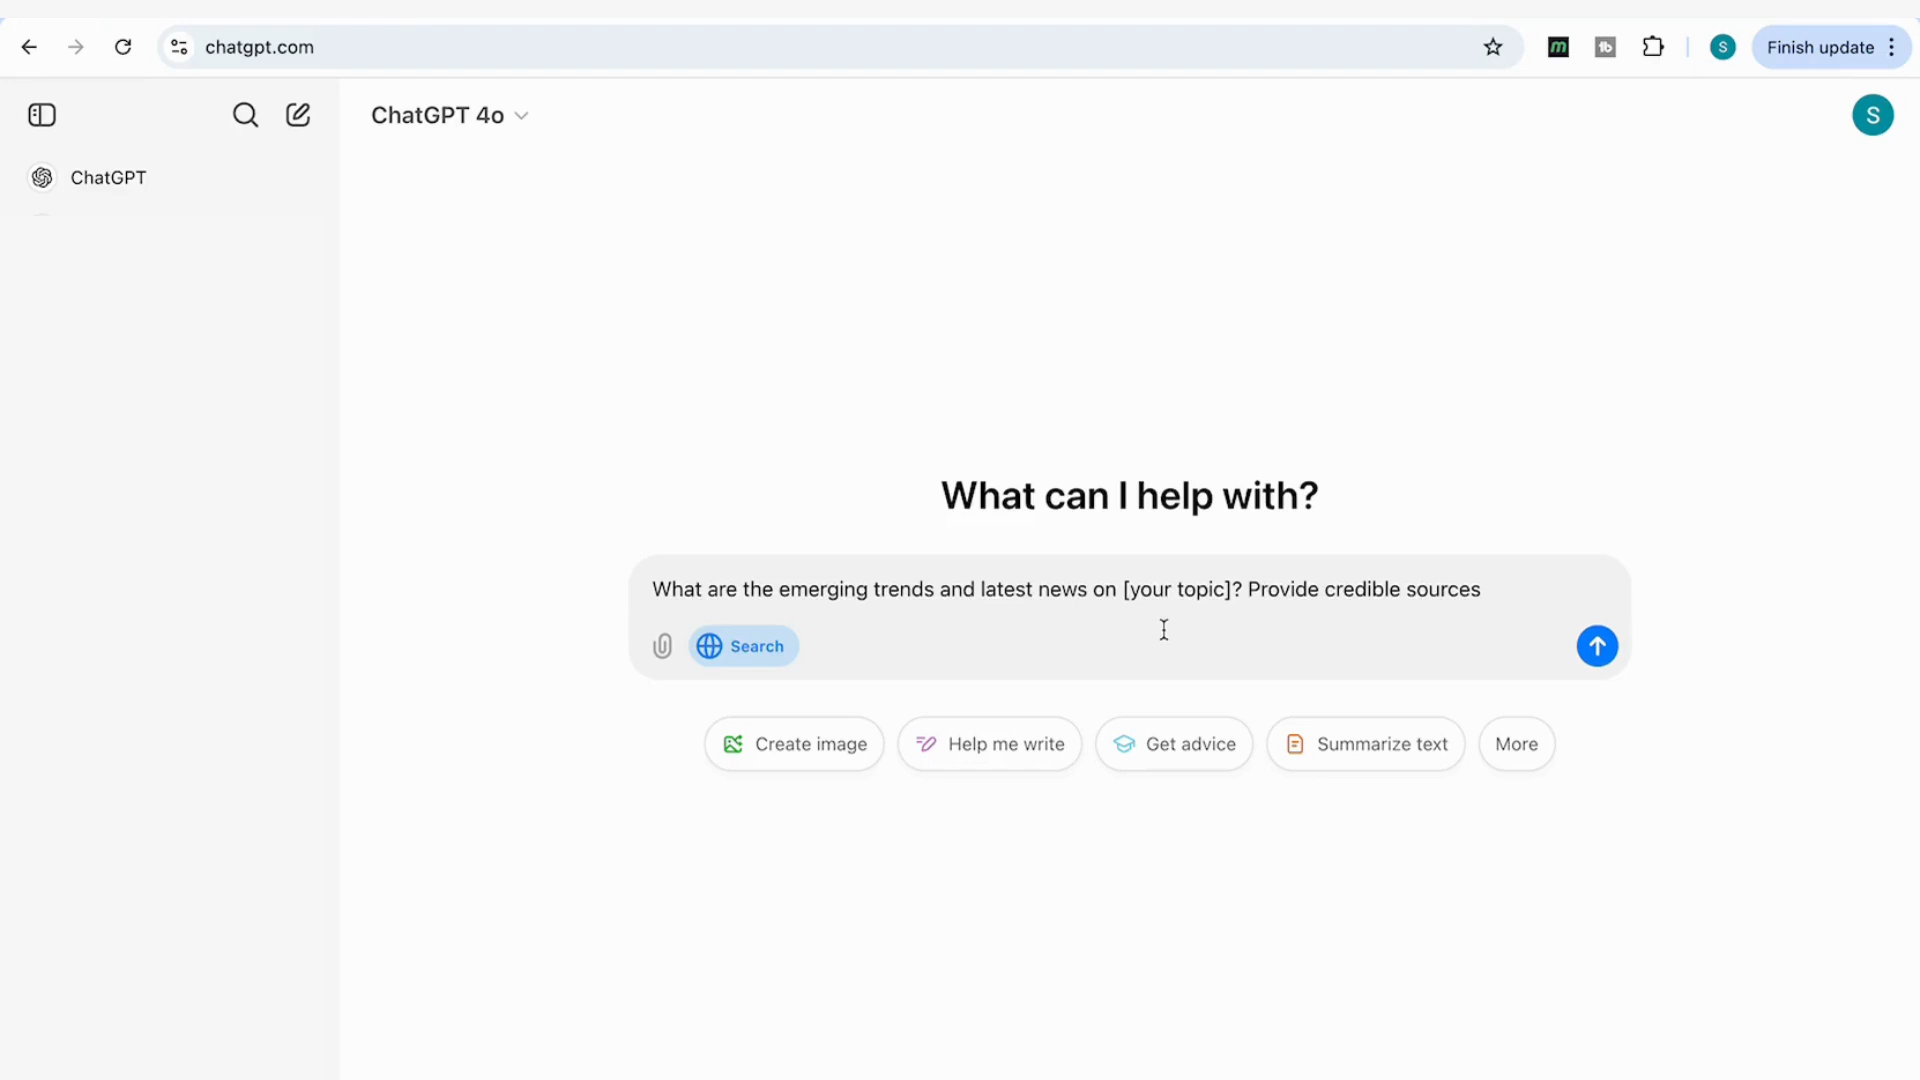 chatgpt.com
m
tb
S
Finish update
ChatGPT 4o
S
ChatGPT
What can I help with?
What are the emerging trends and latest news on [your topic]? Provide credible sources
Search
Create image
Help me write
Get advice
Summarize text
More